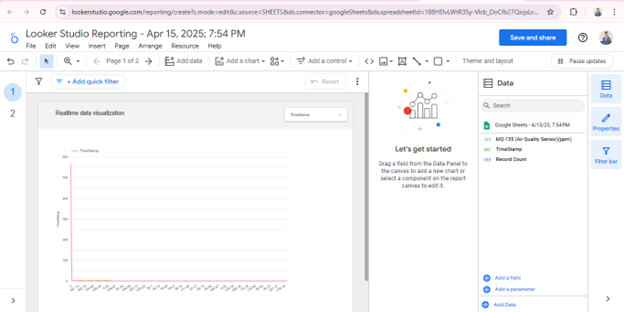 lookerstudio.google.com/reporting/create?c.mode=edit&c.source=SHEETS&ds.connector=googleSheets&ds.spreadsheetId=
Looker Studio Reporting - Apr 15, 2025; 7:54 PM
Save and share
File Edit View Insert Page Arrange Resource Help
Page 1 of 2
Add data
Add a chart
Add a control
Theme and layout
Pause updates
+ Add quick filter
Reset
1
2
Realtime data visualization
TimeStamp
TimeStamp
TimeStamp
Let's get started
Drag a field from the Data Panel to
the canvas to add a new chart or
select a component on the report
canvas to edit it.
Data
Search
Google Sheets - 4/15/25, 7:54 PM
MQ-135 (Air Quality Sensor)(ppm)
TimeStamp
Record Count
Add a field
Add a parameter
Add Data
Data
Properties
Filter bar